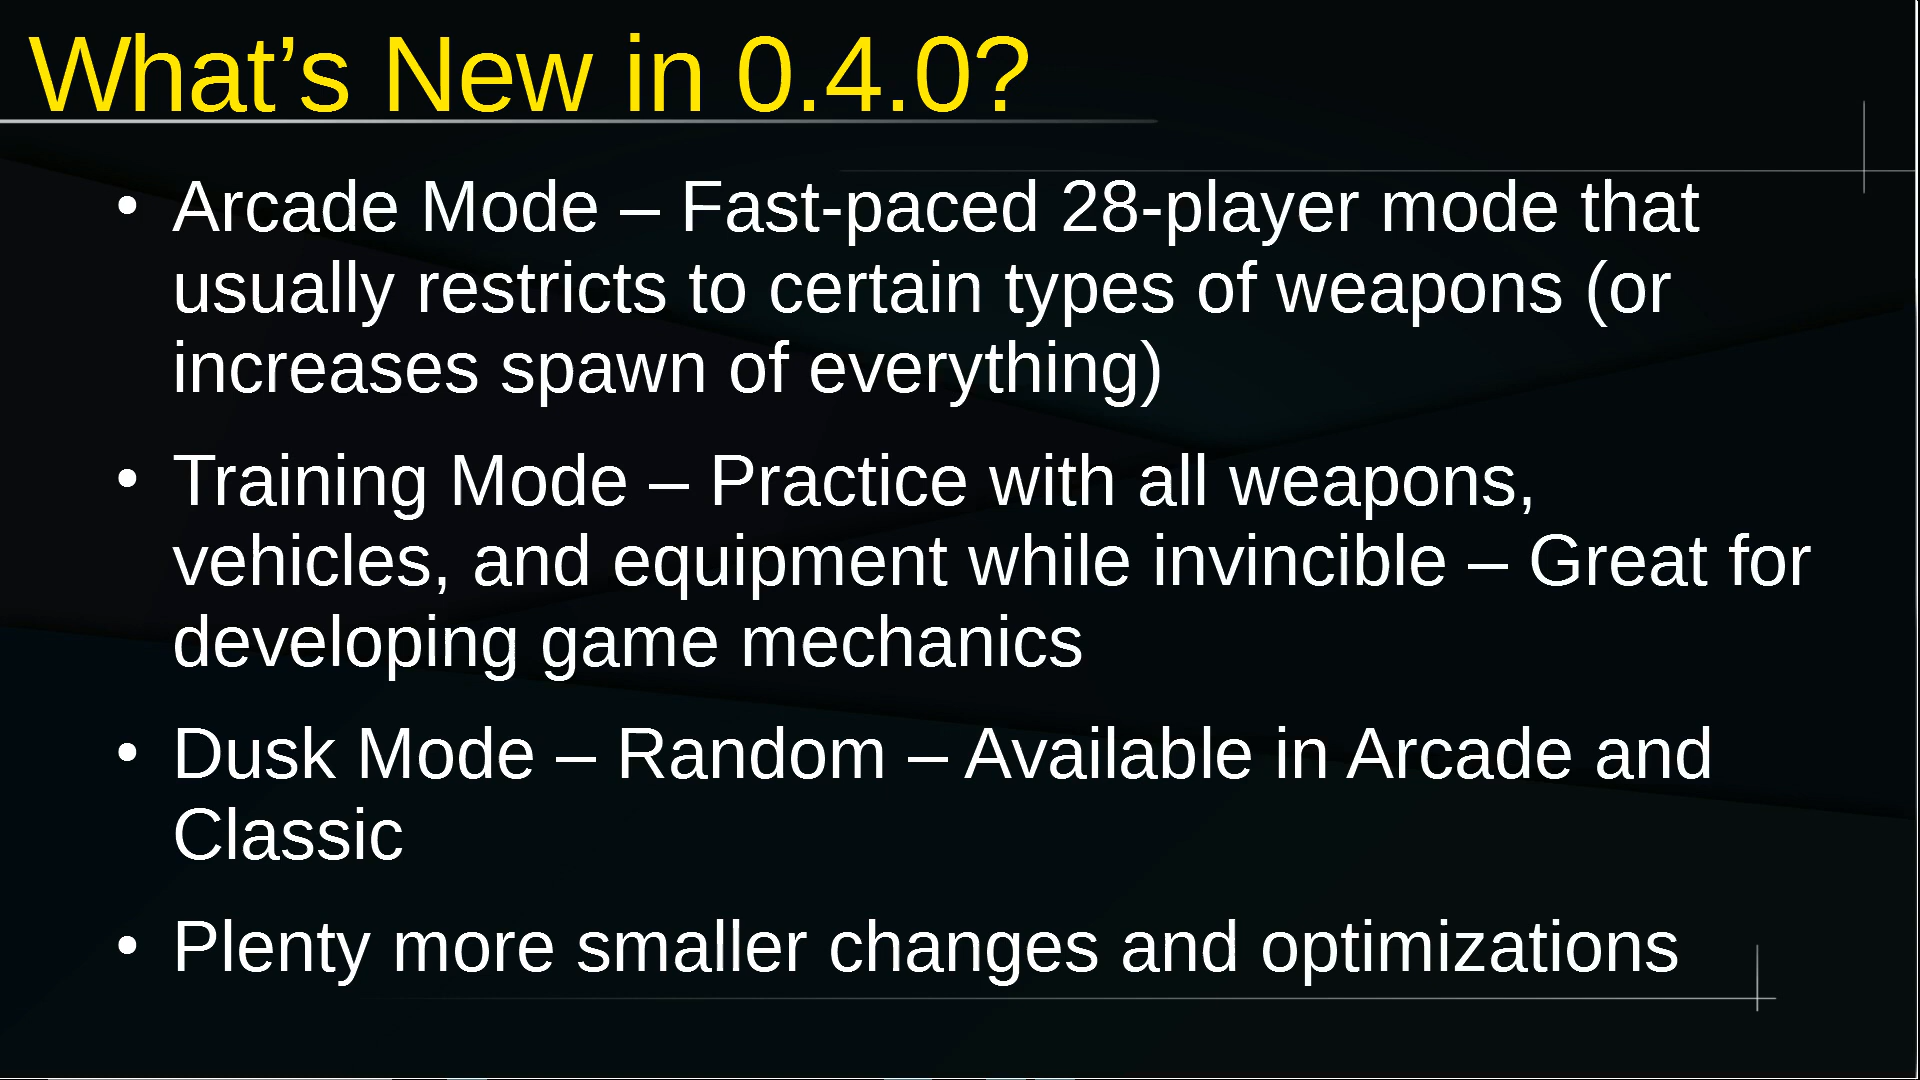 What’s New in 0.4.0?
• Arcade Mode – Fast-paced 28-player mode that
usually restricts to certain types of weapons (or
increases spawn of everything)
• Training Mode – Practice with all weapons,
vehicles, and equipment while invincible – Great for
developing game mechanics
• Dusk Mode – Random – Available in Arcade and
Classic
• Plenty more smaller changes and optimizations